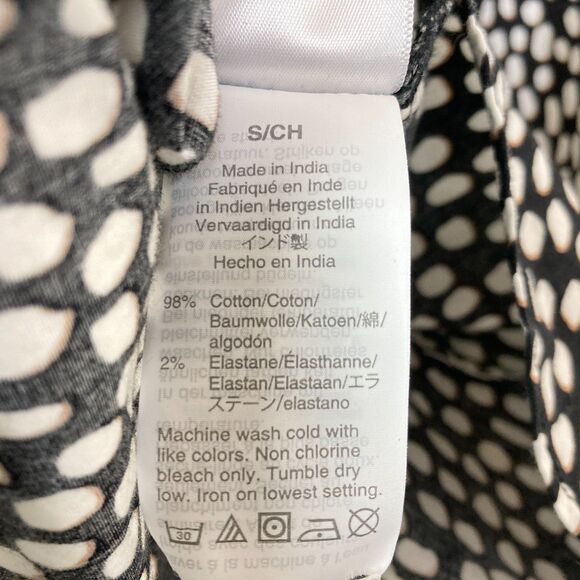 S/CH
Made in India
Fabriqué en Inde
in Indien Hergestellt
Vervaardigd in India
インド製
Hecho en India
98% Cotton/Coton/
Baumwolle/Katoen/綿/
algodón
2% Elastane/Élasthanne/
Elastan/Elastaan/エラ
ステーン/elastano
Machine wash cold with
like colors. Non chlorine
bleach only. Tumble dry
low. Iron on lowest setting.
30